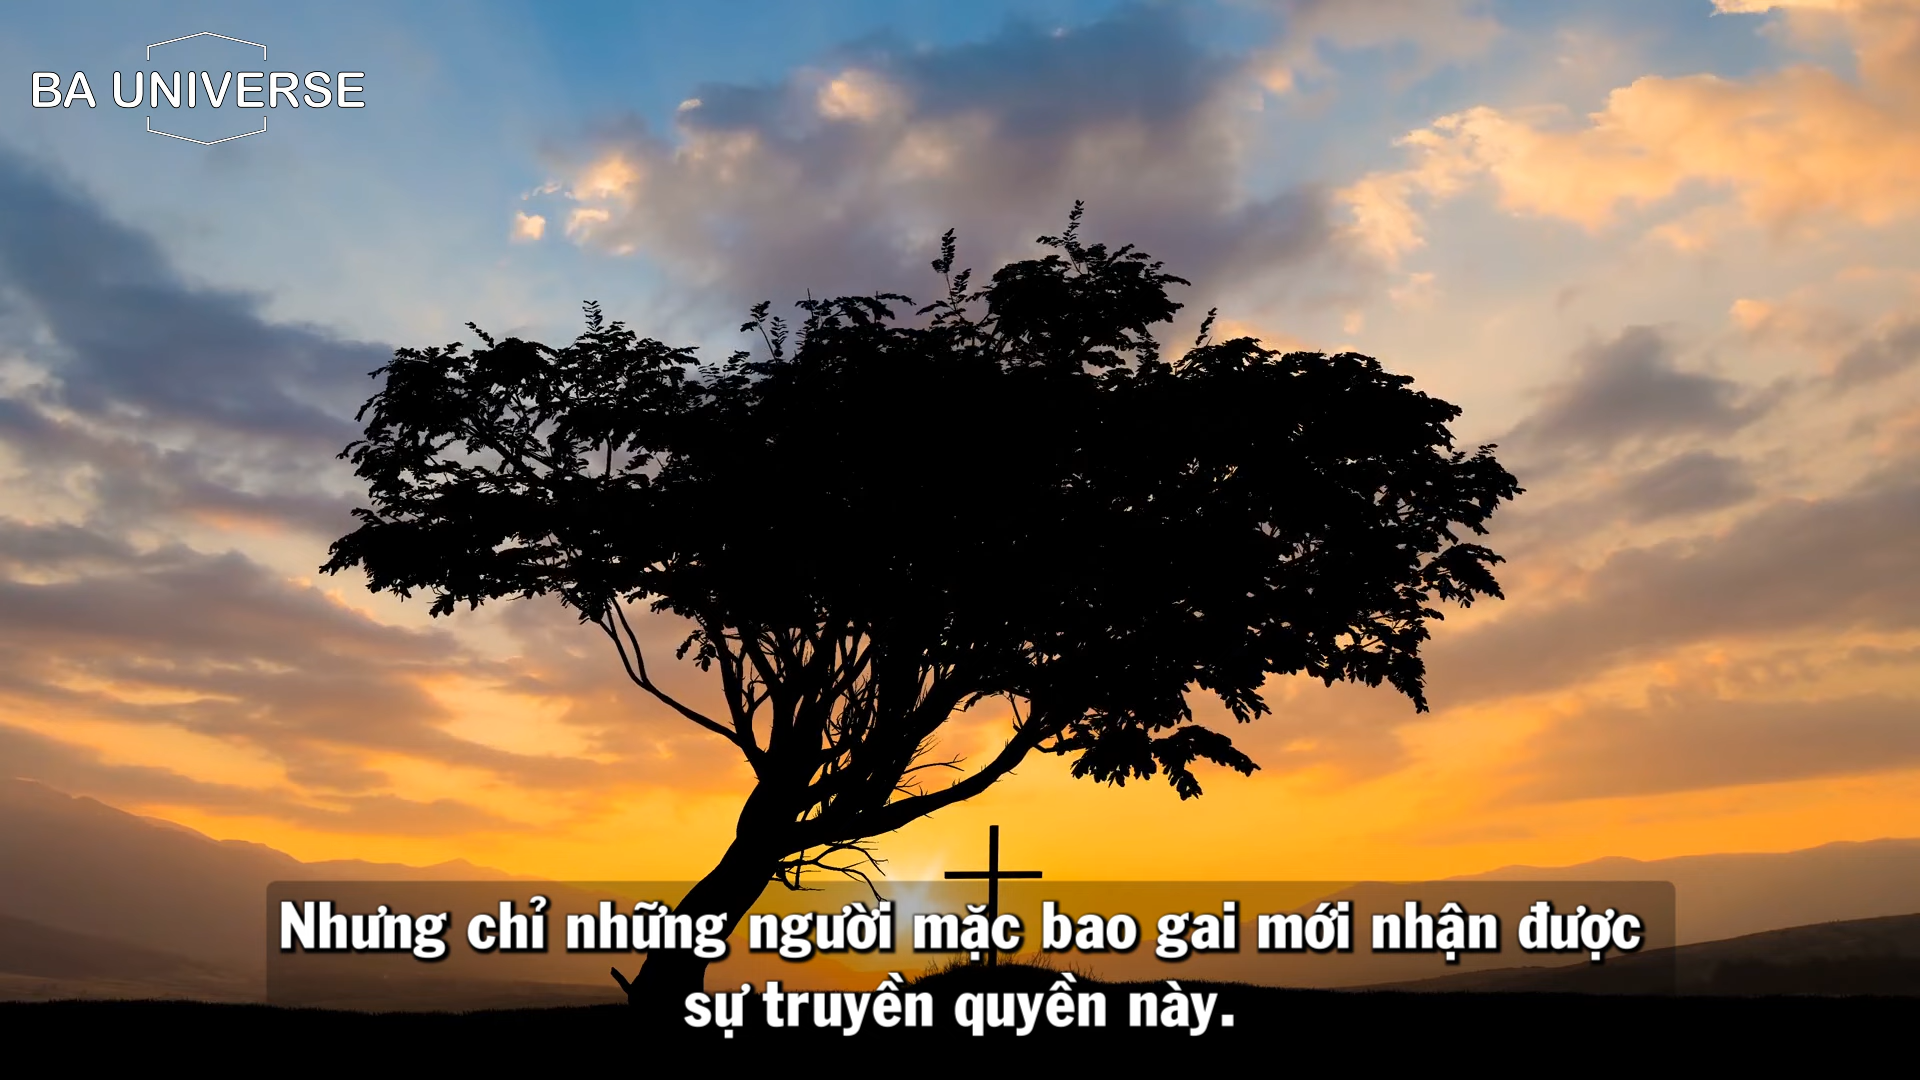 BA UNIVERSE
Nhưng chỉ những người mặc bao gai mới nhận được
sự truyền quyền này.